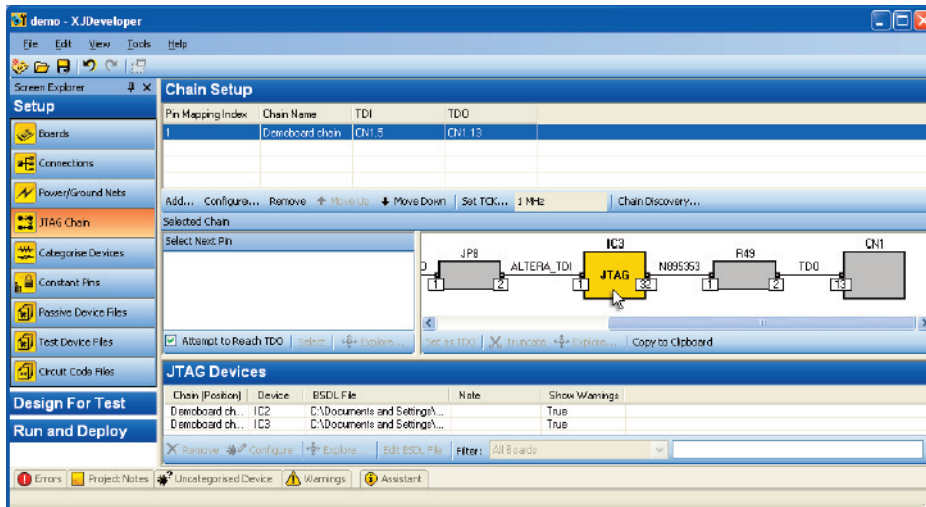 demo - XJDeveloper
File Edit View Tools Help
Screen Explorer
Setup
Boards
Connections
Power/Ground Nets
JTAG Chain
Categorise Devices
Constant Pins
Passive Device Files
Test Device Files
Circuit Code Files
Design For Test
Run and Deploy
Chain Setup
Pin Mapping Index Chain Name TDI TDO
1 Demoboard chain CN1.5 CN1.13
Add... Configure... Remove Move Up Move Down Set TCK... 1 MHz Chain Discovery...
Selected Chain
Select Next Pin
JP8 IC3 R49 CN1
ALTERA_TDI JTAG N895353 TDO
1 2 1 32 1 2 13
Attempt to Reach TDO Select Explore... Set as TDO Truncate Explore... Copy to Clipboard
JTAG Devices
Chain (Position) Device BSDL File Note Show Warnings
Demoboard ch... IC2 C:\Documents and Settings\... True
Demoboard ch... IC3 C:\Documents and Settings\... True
Remove Configure Explore... Edit BSDL File Filter: All Boards
Errors Project Notes Uncategorised Device Warnings Assistant